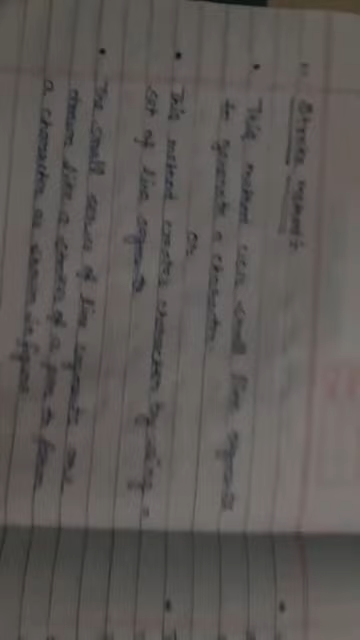 1. Stroke method:
• This method uses small line segments
to generate a character.
OR
• This method creates character by using a
set of line segments
• The small series of line segments are
drawn like a stroke of a pen to form
a character as shown in figure